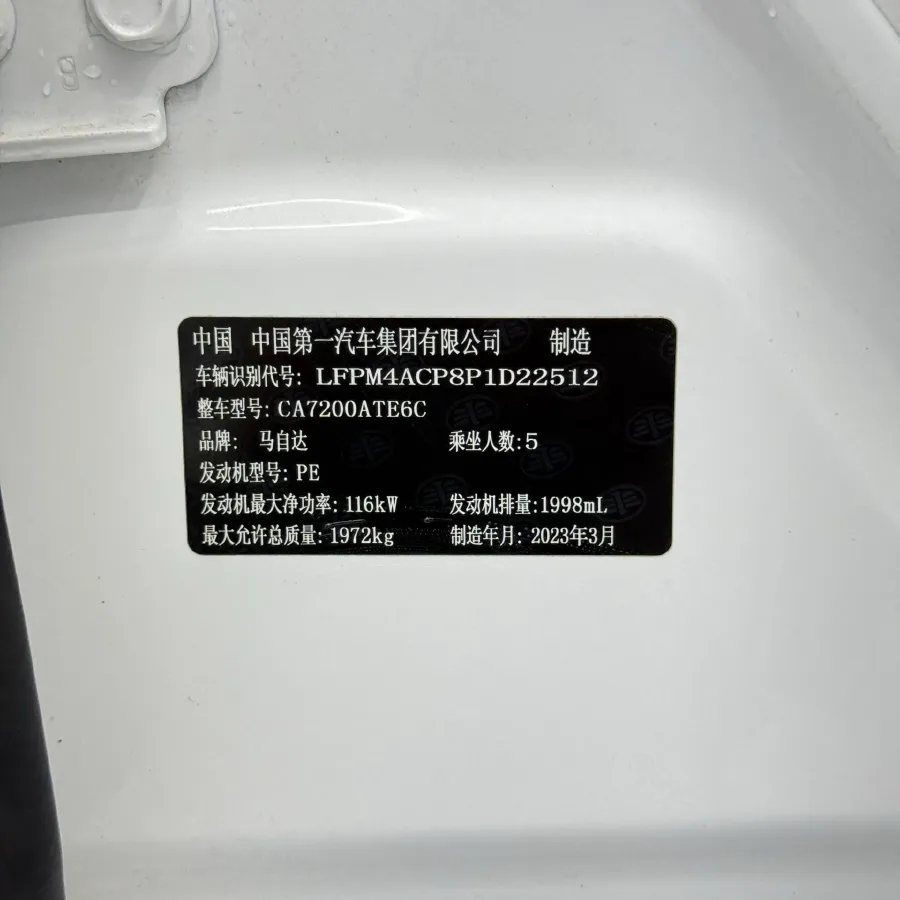 中国 中国第一汽车集团有限公司 制造
车辆识别代号: LFPM4ACP8P1D22512
整车型号: CA7200ATE6C
品牌: 马自达 乘坐人数:5
发动机型号: PE
发动机最大净功率: 116kW 发动机排量:1998mL
最大允许总质量: 1972kg 制造年月: 2023年3月